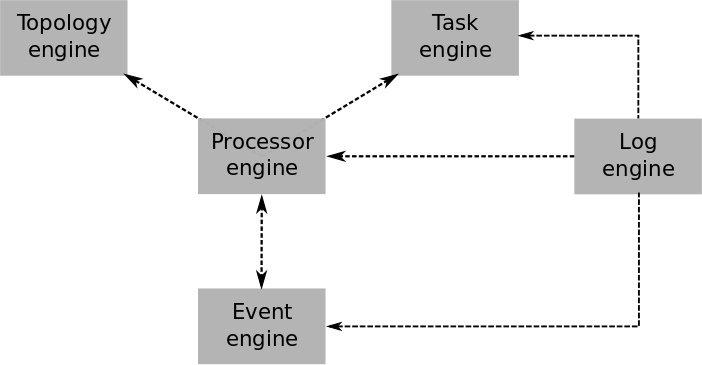 Topology
engine
Task
engine
Processor
engine
Log
engine
Event
engine